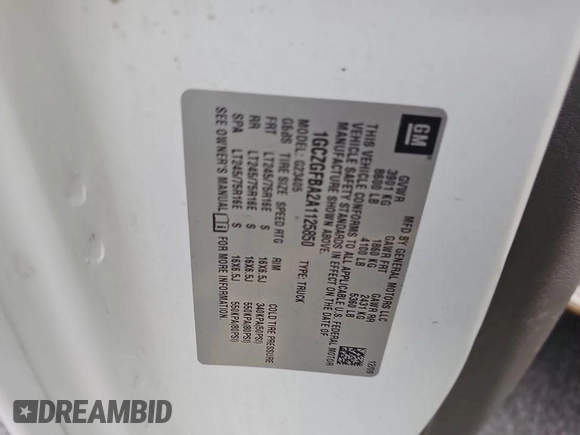 GM
MFD BY GENERAL MOTORS LLC 12/09
GVWR GAWR FRT GAWR RR
3901 KG 1860 KG 2431 KG
8600 LB 4100 LB 5360 LB
THIS VEHICLE CONFORMS TO ALL APPLICABLE U.S. FEDERAL MOTOR
VEHICLE SAFETY STANDARDS IN EFFECT ON THE DATE OF
MANUFACTURE SHOWN ABOVE.
1GCZGFBA2A1125850 TYPE: TRUCK
G23405
TIRE SIZE SPEED RTG RIM COLD TIRE PRESSURE
FRT LT245/75R16E S 16X6.5J 340KPA(50PSI)
RR LT245/75R16E S 16X6.5J 550KPA(80PSI)
SPA LT245/75R16E S 16X6.5J 550KPA(80PSI)
SEE OWNER'S MANUAL FOR MORE INFORMATION.
DREAMBID